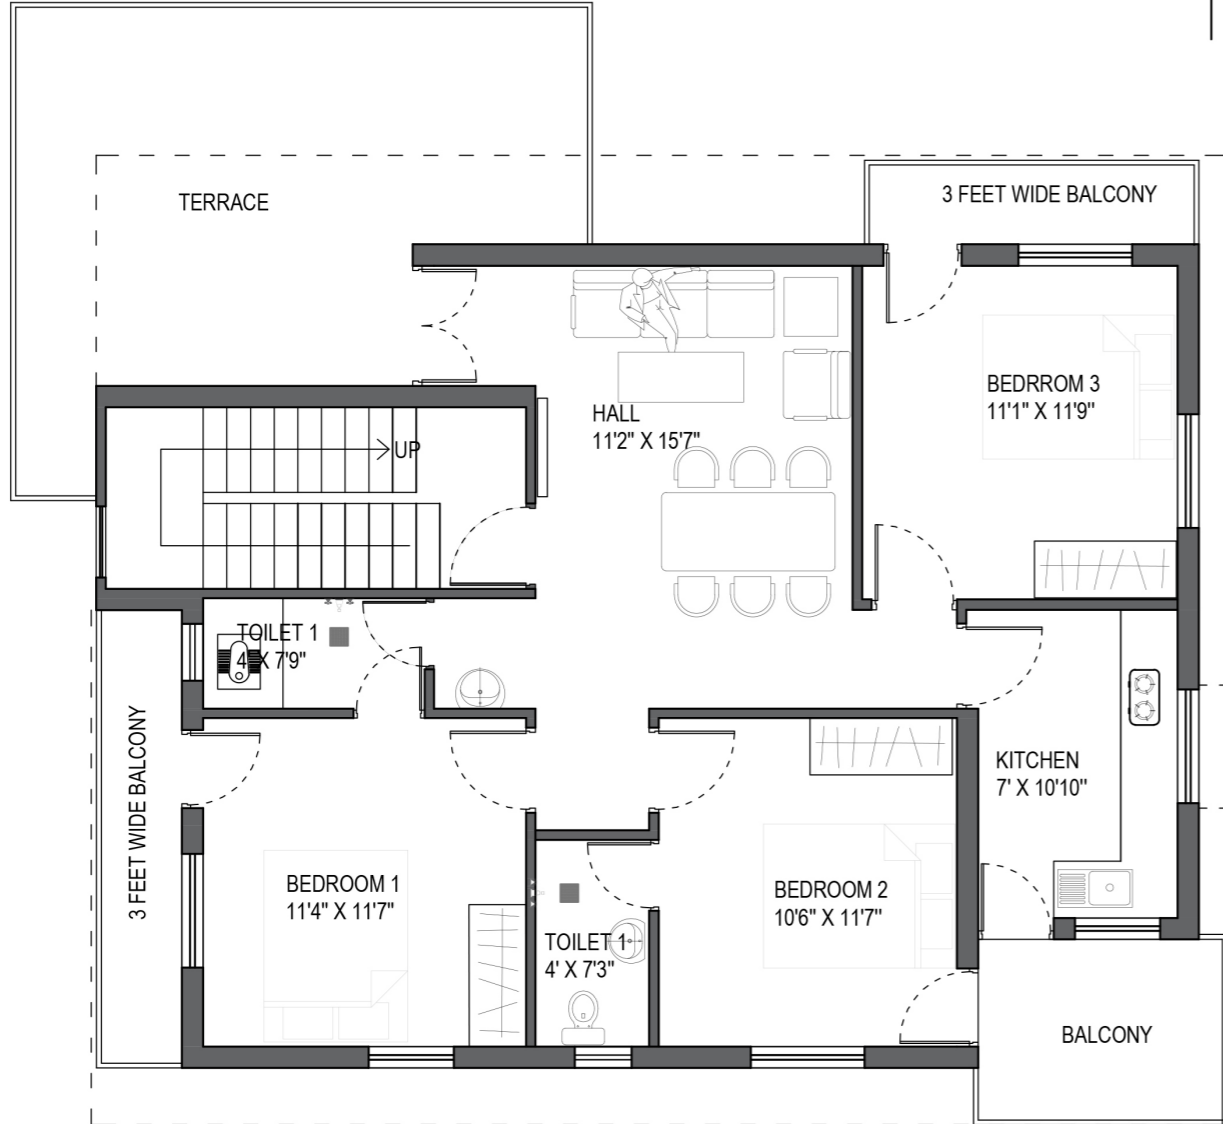 3 FEET WIDE BALCONY
TERRACE
BEDRROM 3
11'1" X 11'9"
HALL
11'2" X 15'7"
UP
TOILET 1
4' X 7'9"
3 FEET WIDE BALCONY
KITCHEN
7' X 10'10"
BEDROOM 1
11'4" X 11'7"
BEDROOM 2
10'6" X 11'7"
TOILET 1
4' X 7'3"
BALCONY